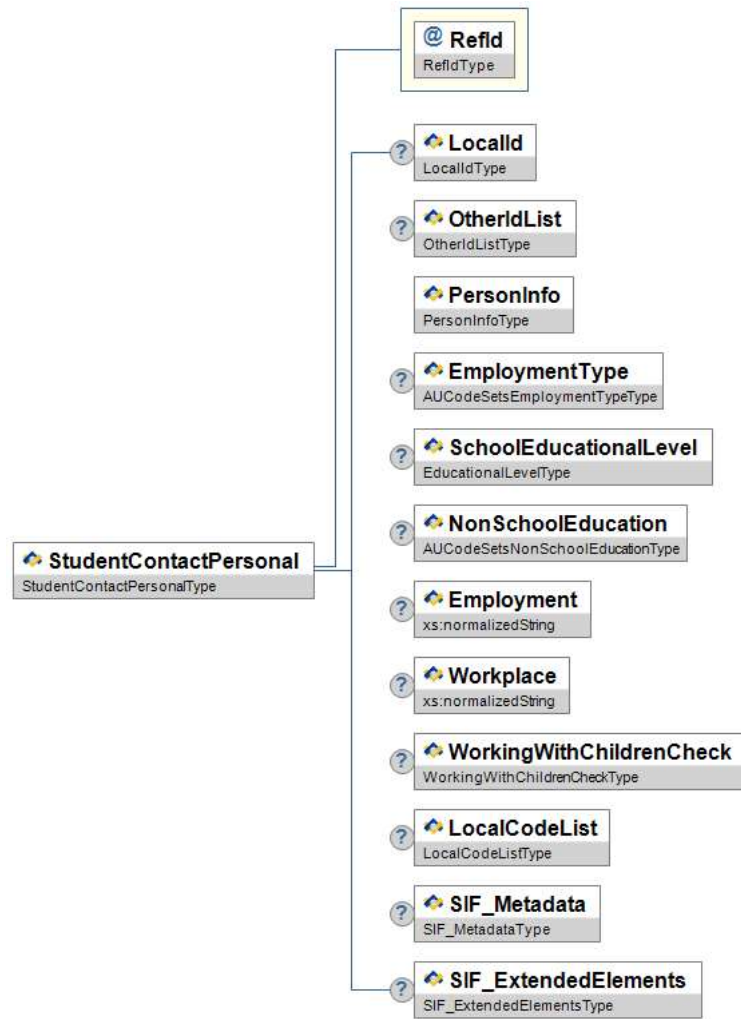 @ RefId
RefIdType
? LocalId
LocalIdType
? OtherIdList
OtherIdListType
PersonInfo
PersonInfoType
? EmploymentType
AUCodeSetsEmploymentTypeType
? SchoolEducationalLevel
EducationalLevelType
? NonSchoolEducation
AUCodeSetsNonSchoolEducationType
StudentContactPersonal
StudentContactPersonalType
? Employment
xs:normalizedString
? Workplace
xs:normalizedString
? WorkingWithChildrenCheck
WorkingWithChildrenCheckType
? LocalCodeList
LocalCodeListType
? SIF_Metadata
SIF_MetadataType
? SIF_ExtendedElements
SIF_ExtendedElementsType